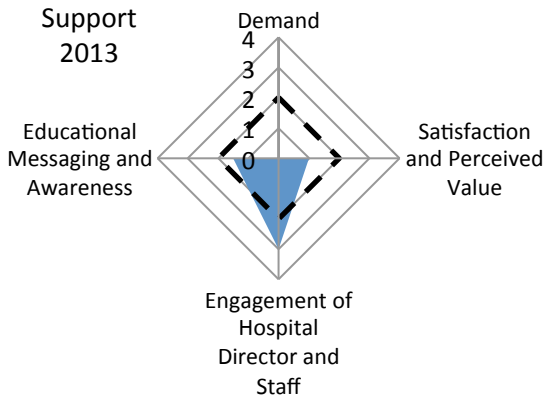 Support
2013
Demand
4
3
2
1
0
Educational
Messaging and
Awareness
Satisfaction
and Perceived
Value
Engagement of
Hospital
Director and
Staff